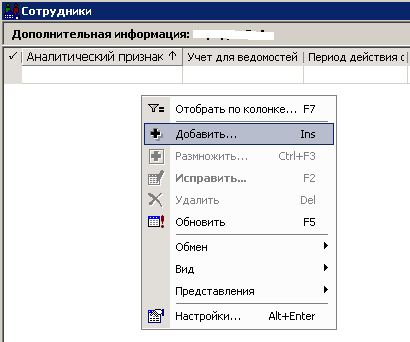 Сотрудники
Дополнительная информация:
✓ Аналитический признак ↑ Учет для ведомостей Период действия с
Отобрать по колонке... F7
Добавить... Ins
Размножить... Ctrl+F3
Исправить... F2
Удалить Del
Обновить F5
Обмен
Вид
Представления
Настройки... Alt+Enter